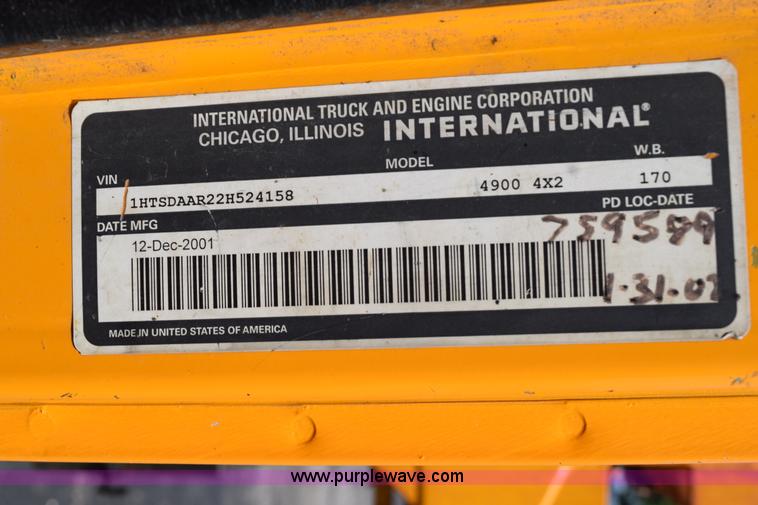 INTERNATIONAL TRUCK AND ENGINE CORPORATION
CHICAGO, ILLINOIS INTERNATIONAL®
VIN MODEL W.B.
1HTSDAAR22H524158 4900 4X2 170
DATE MFG PD LOC-DATE
12-Dec-2001
1-31-02
MADE IN UNITED STATES OF AMERICA
www.purplewave.com